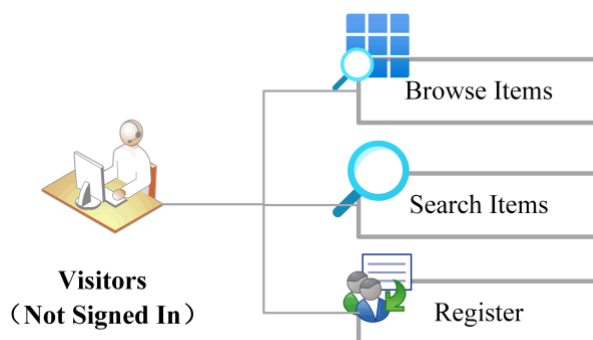 Browse Items
Search Items
Visitors
（Not Signed In）
Register